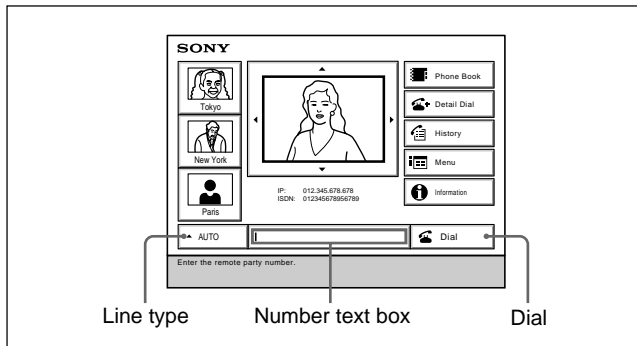 SONY
Tokyo
New York
Paris
IP: 012.345.678.678
ISDN: 012345678956789
Phone Book
Detail Dial
History
Menu
Information
AUTO
Dial
Enter the remote party number.
Line type
Number text box
Dial